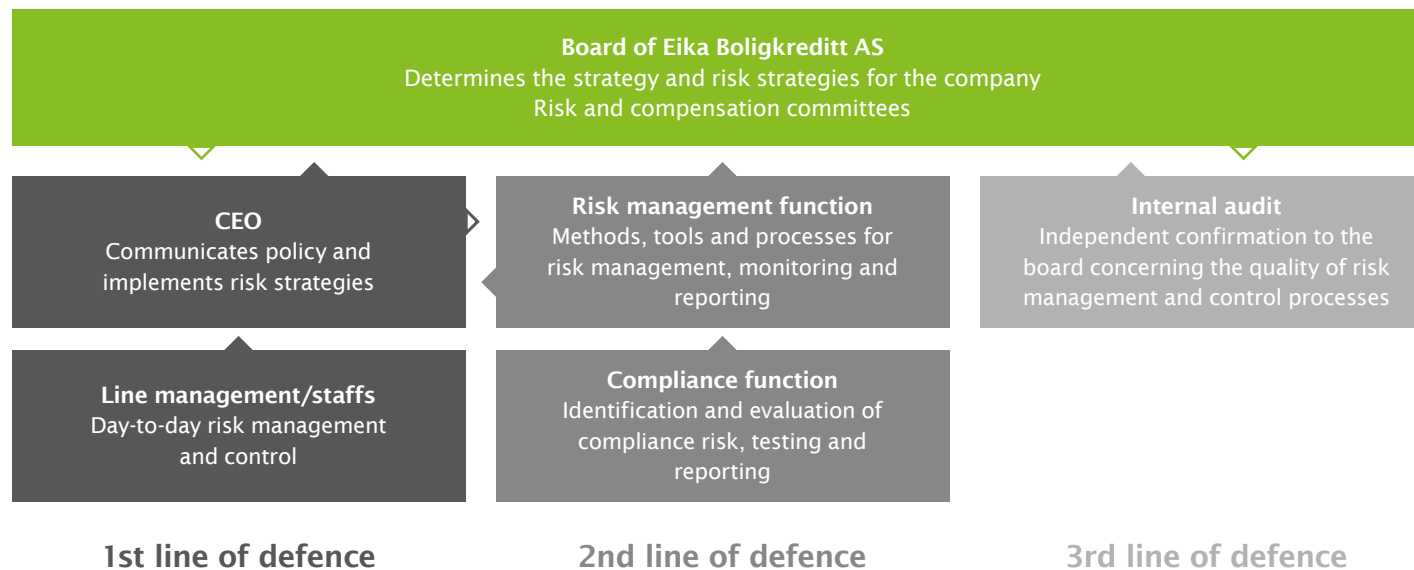 Board of Eika Boligkreditt AS
Determines the strategy and risk strategies for the company
Risk and compensation committees
CEO
Communicates policy and
implements risk strategies
Risk management function
Methods, tools and processes for
risk management, monitoring and
reporting
Internal audit
Independent confirmation to the
board concerning the quality of risk
management and control processes
Line management/staffs
Day-to-day risk management
and control
Compliance function
Identification and evaluation of
compliance risk, testing and
reporting
1st line of defence
2nd line of defence
3rd line of defence